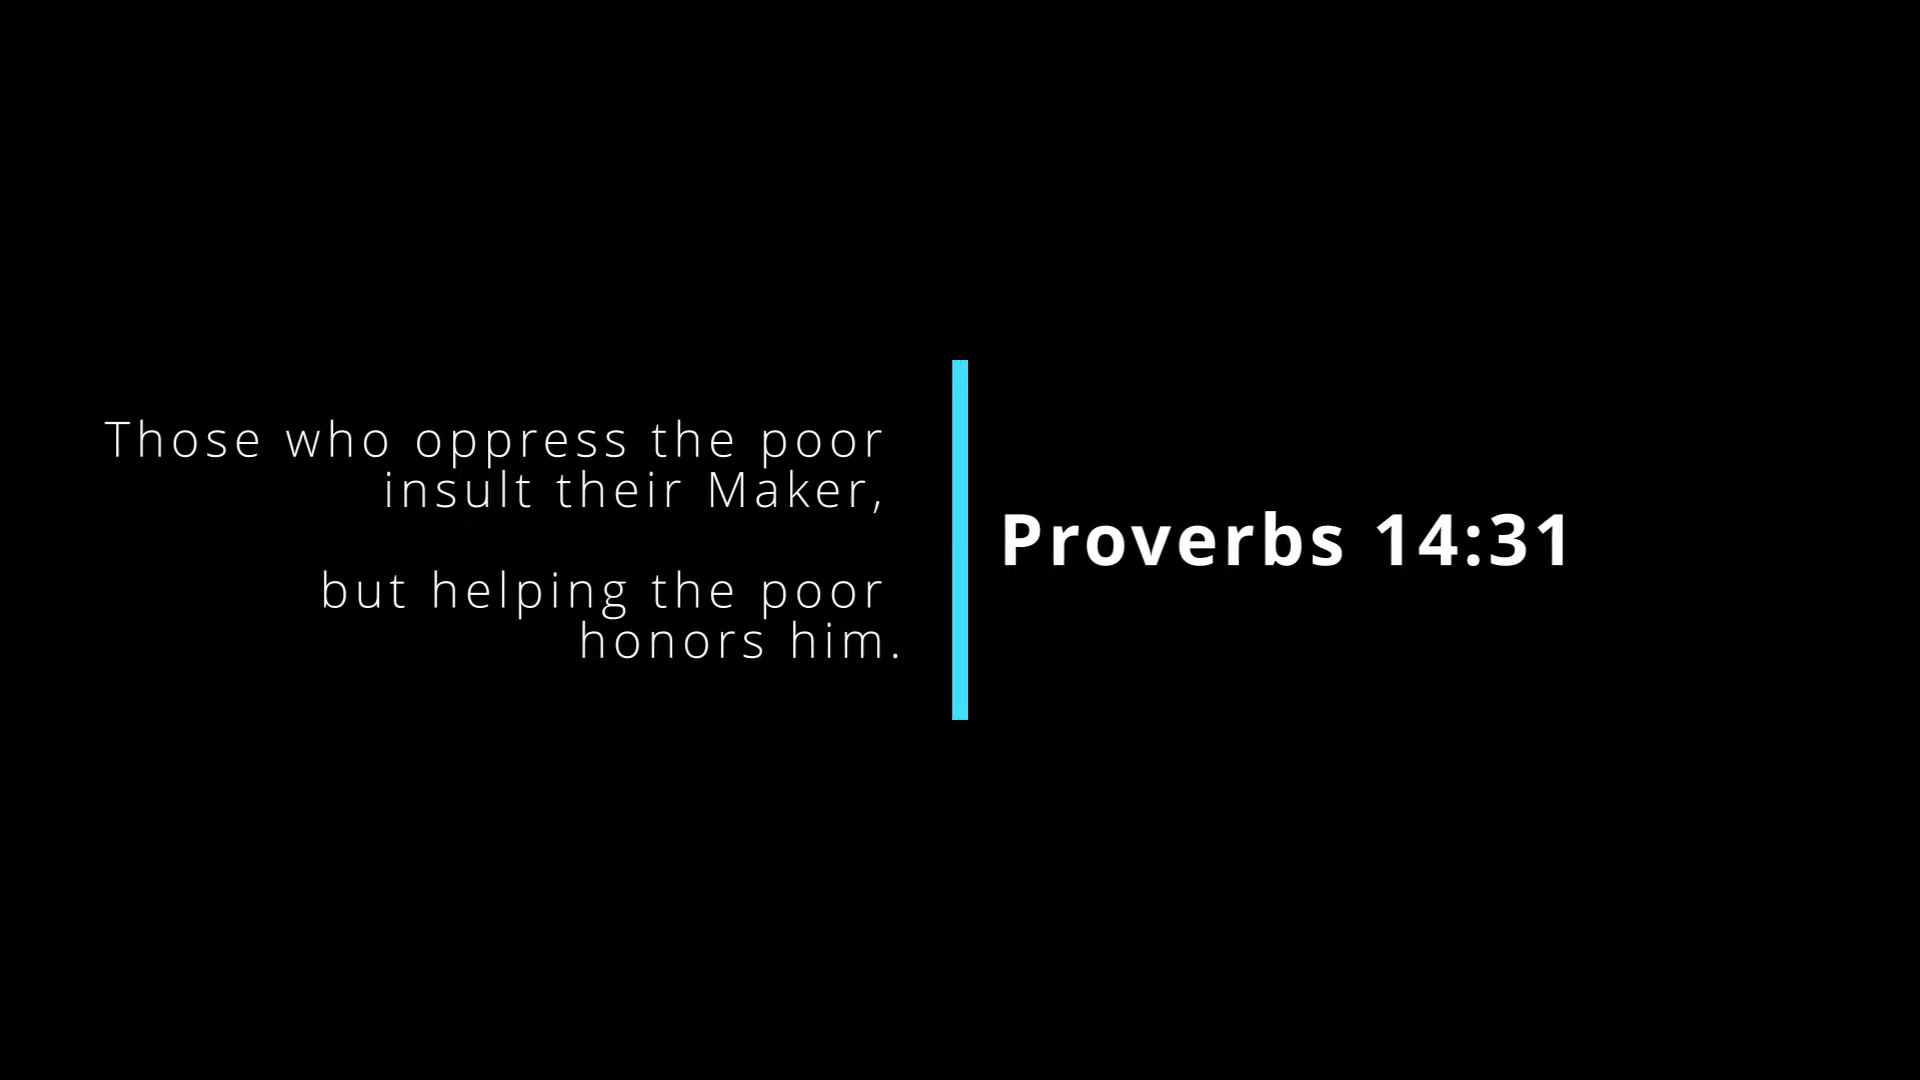 Those who oppress the poor
insult their Maker,
but helping the poor
honors him.
Proverbs 14:31